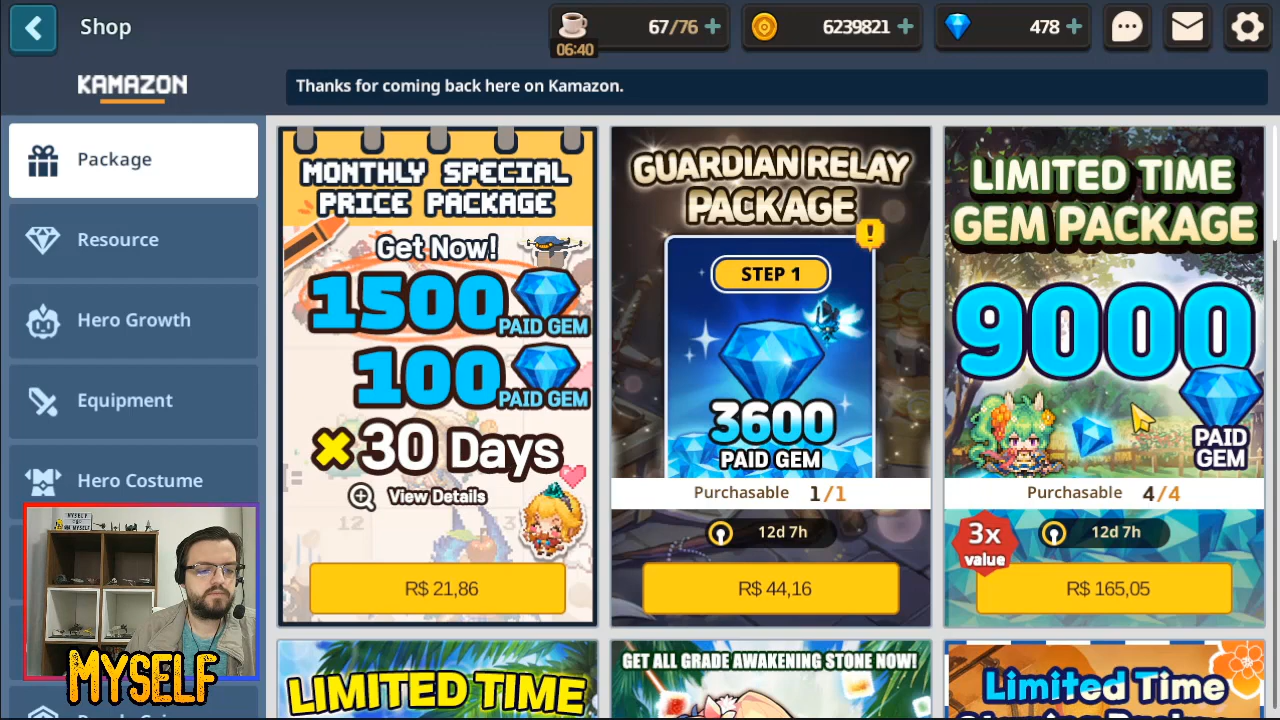 Shop
06:40
67/76
6239821
478
KAMAZON
Thanks for coming back here on Kamazon.
Package
Resource
Hero Growth
Equipment
Hero Costume
MYSELF
MONTHLY SPECIAL
PRICE PACKAGE
Get Now!
1500
PAID GEM
100
PAID GEM
×30 Days
View Details
12
R$ 21,86
GUARDIAN RELAY
PACKAGE
!
STEP 1
3600
PAID GEM
Purchasable 1/1
12d 7h
R$ 44,16
LIMITED TIME
GEM PACKAGE
9000
PAID
GEM
Purchasable 4/4
3x
value
12d 7h
R$ 165,05
LIMITED TIME
GET ALL GRADE AWAKENING STONE NOW!
Limited Time